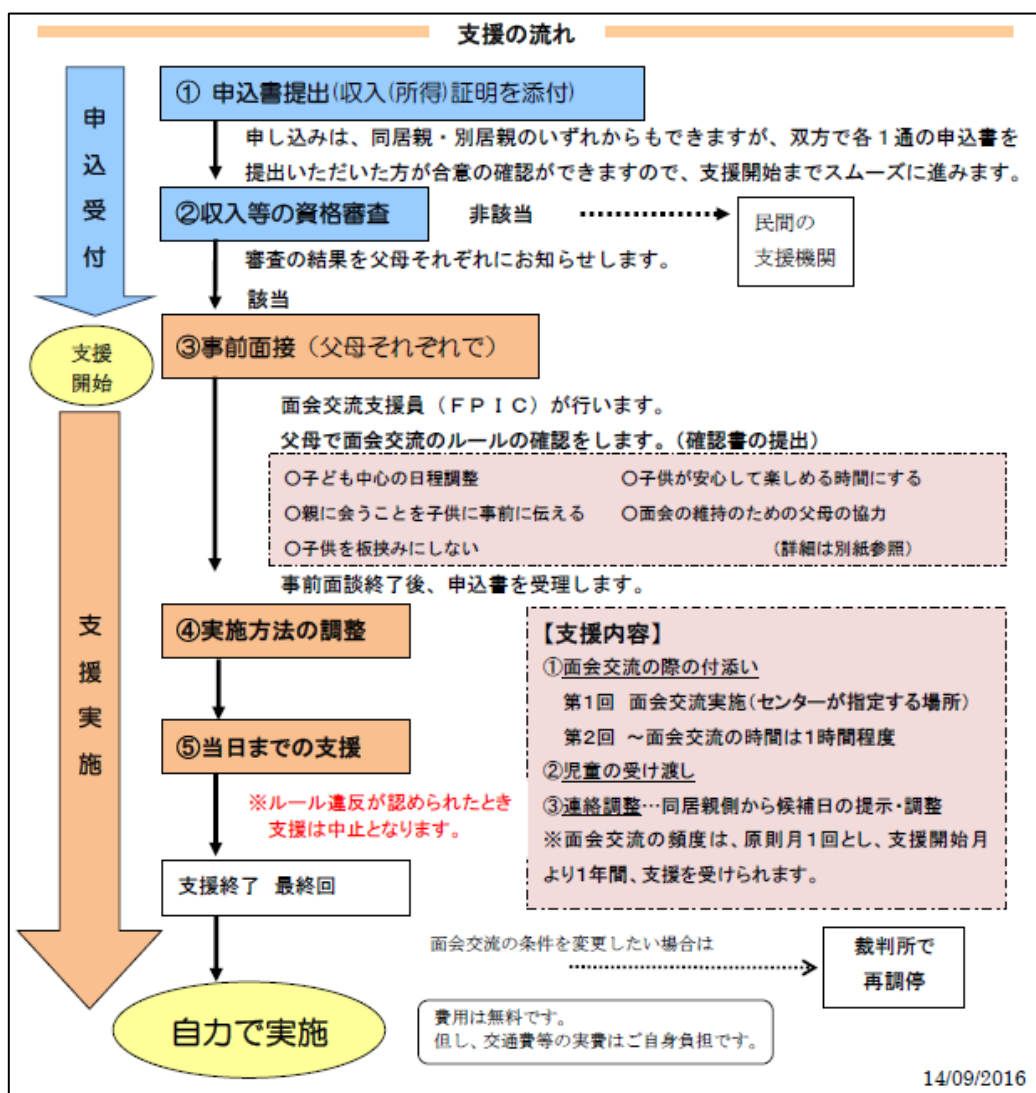 支援の流れ
申込受付
① 申込書提出(収入(所得)証明を添付)
申し込みは、同居親・別居親のいずれからもできますが、双方で各１通の申込書を
提出いただいた方が合意の確認ができますので、支援開始までスムーズに進みます。
②収入等の資格審査
非該当
民間の
支援機関
審査の結果を父母それぞれにお知らせします。
該当
支援
開始
③事前面接（父母それぞれで）
面会交流支援員（ＦＰＩＣ）が行います。
父母で面会交流のルールの確認をします。（確認書の提出）
〇子ども中心の日程調整
〇子供が安心して楽しめる時間にする
〇親に会うことを子供に事前に伝える
〇面会の維持のための父母の協力
〇子供を板挟みにしない
（詳細は別紙参照）
事前面談終了後、申込書を受理します。
支援実施
④実施方法の調整
⑤当日までの支援
※ルール違反が認められたとき
支援は中止となります。
【支援内容】
①面会交流の際の付添い
第１回 面会交流実施（センターが指定する場所）
第２回 ～面会交流の時間は１時間程度
②児童の受け渡し
③連絡調整…同居親側から候補日の提示・調整
※面会交流の頻度は、原則月１回とし、支援開始月
より１年間、支援を受けられます。
支援終了 最終回
面会交流の条件を変更したい場合は
裁判所で
再調停
自力で実施
費用は無料です。
但し、交通費等の実費はご自身負担です。
14/09/2016